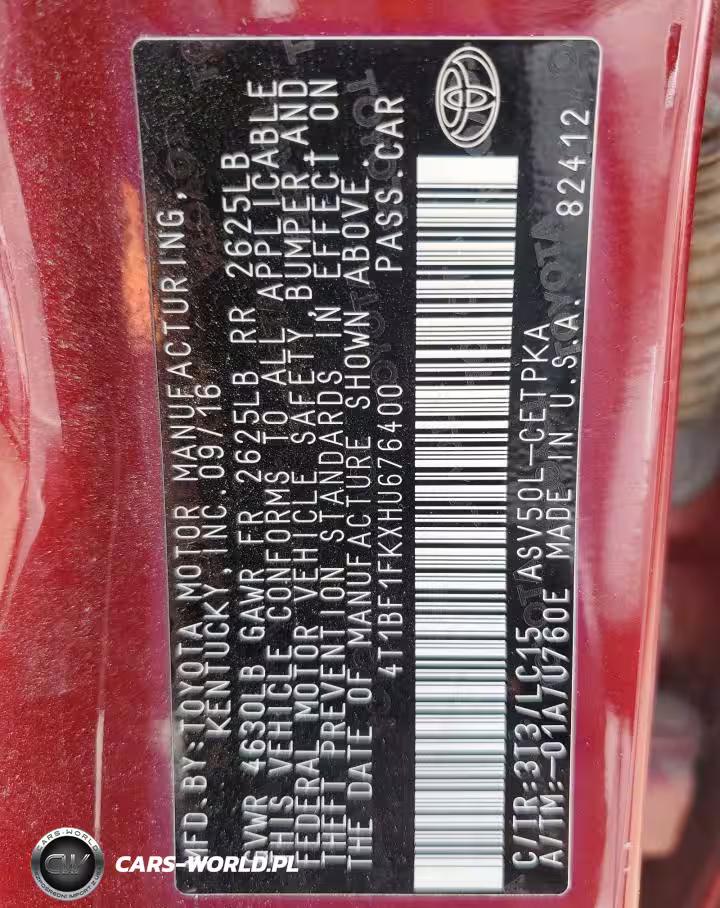 MFD.BY:TOYOTA MOTOR MANUFACTURING,
KENTUCKY, INC. 09/16
GVWR 4630LB GAWR FR 2625LB RR 2625LB
THIS VEHICLE CONFORMS TO ALL APPLICABLE
FEDERAL MOTOR VEHICLE SAFETY, BUMPER AND
THEFT PREVENTION STANDARDS IN EFFECT ON
THE DATE OF MANUFACTURE SHOWN ABOVE.
4T1BF1FKXHU676400 PASS.CAR
C/TR:3T3/LC15 ASV50L-CETPKA
A/TM:-01A/U760E MADE IN U.S.A. 82412
CARS-WORLD
CW
CARS-WORLD.PL